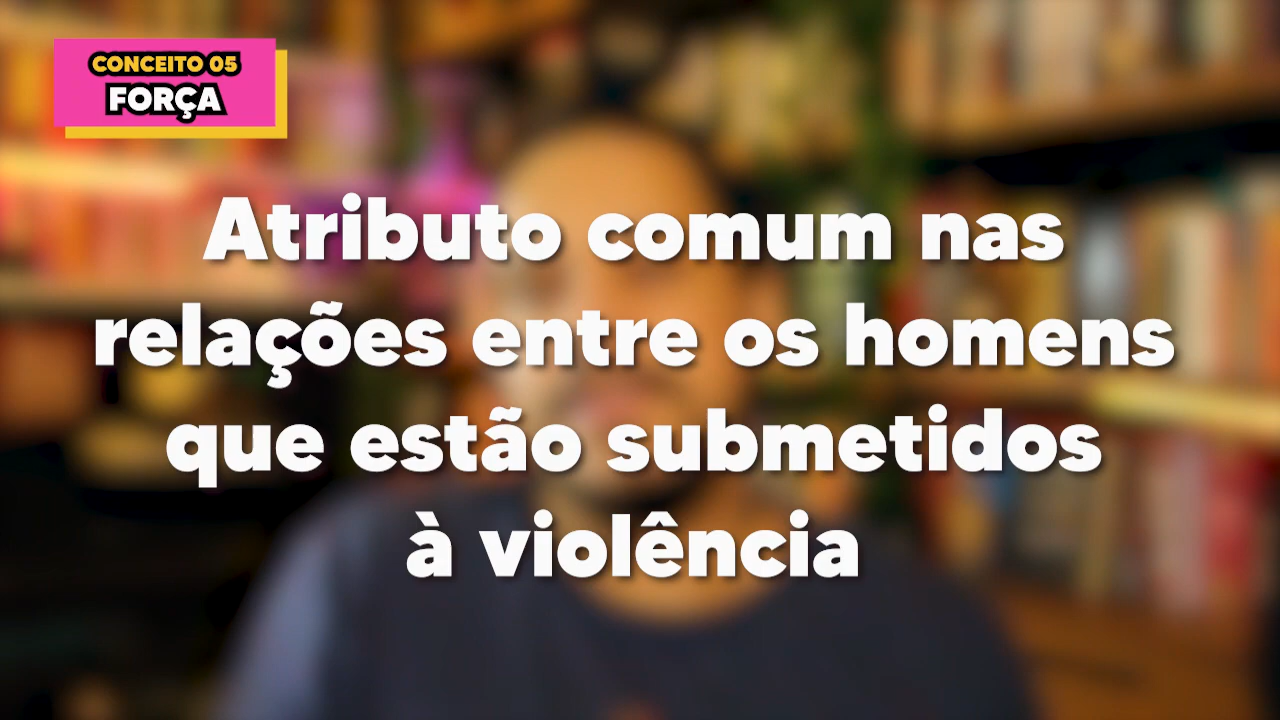 CONCEITO 05
FORÇA
Atributo comum nas
relações entre os homens
que estão submetidos
à violência